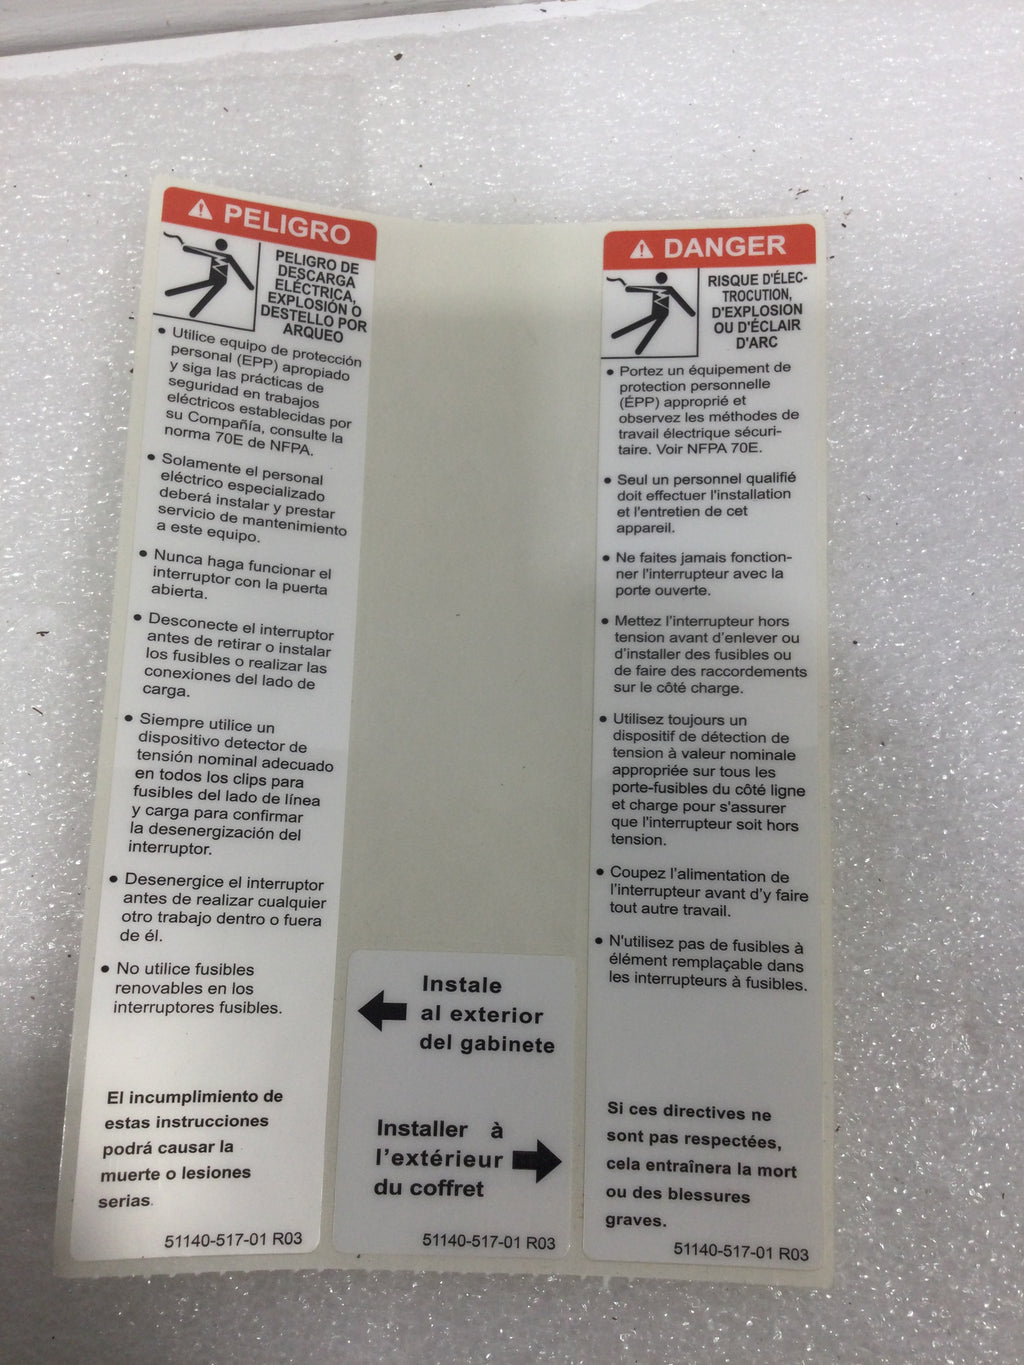 PELIGRO
PELIGRO DE
DESCARGA
ELÉCTRICA,
EXPLOSIÓN O
DESTELLO POR
ARQUEO
• Utilice equipo de protección
personal (EPP) apropiado
y siga las prácticas de
seguridad en trabajos
eléctricos establecidas por
su Compañía, consulte la
norma 70E de NFPA.
• Solamente el personal
eléctrico especializado
deberá instalar y prestar
servicio de mantenimiento
a este equipo.
• Nunca haga funcionar el
interruptor con la puerta
abierta.
• Desconecte el interruptor
antes de retirar o instalar
los fusibles o realizar las
conexiones del lado de
carga.
• Siempre utilice un
dispositivo detector de
tensión nominal adecuado
en todos los clips para
fusibles del lado de línea
y carga para confirmar
la desenergización del
interruptor.
• Desenergice el interruptor
antes de realizar cualquier
otro trabajo dentro o fuera
de él.
• No utilice fusibles
renovables en los
interruptores fusibles.
El incumplimiento de
estas instrucciones
podrá causar la
muerte o lesiones
serias.
51140-517-01 R03
Instale
al exterior
del gabinete
Installer à
l'extérieur
du coffret
51140-517-01 R03
DANGER
RISQUE D'ÉLEC-
TROCUTION,
D'EXPLOSION
OU D'ÉCLAIR
D'ARC
• Portez un équipement de
protection personnelle
(ÉPP) approprié et
observez les méthodes de
travail électrique sécuri-
taire. Voir NFPA 70E.
• Seul un personnel qualifié
doit effectuer l'installation
et l'entretien de cet
appareil.
• Ne faites jamais fonction-
ner l'interrupteur avec la
porte ouverte.
• Mettez l'interrupteur hors
tension avant d'enlever ou
d'installer des fusibles ou
de faire des raccordements
sur le côté charge.
• Utilisez toujours un
dispositif de détection de
tension à valeur nominale
appropriée sur tous les
porte-fusibles du côté ligne
et charge pour s'assurer
que l'interrupteur soit hors
tension.
• Coupez l'alimentation de
l'interrupteur avant d'y faire
tout autre travail.
• N'utilisez pas de fusibles à
élément remplaçable dans
les interrupteurs à fusibles.
Si ces directives ne
sont pas respectées,
cela entraînera la mort
ou des blessures
graves.
51140-517-01 R03